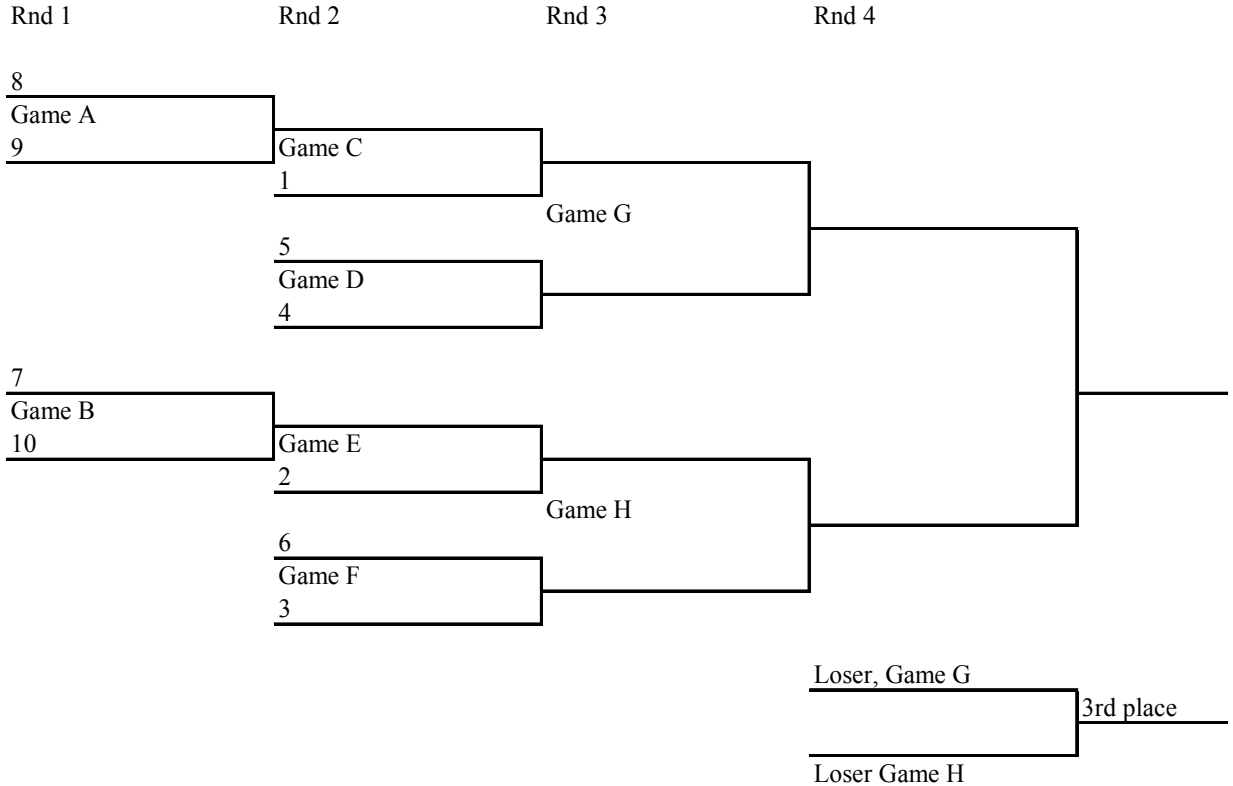 Rnd 1 Rnd 2 Rnd 3 Rnd 4
8
Game A
9
Game C
1
Game G
5
Game D
4
7
Game B
10
Game E
2
Game H
6
Game F
3
Loser, Game G
3rd place
Loser Game H